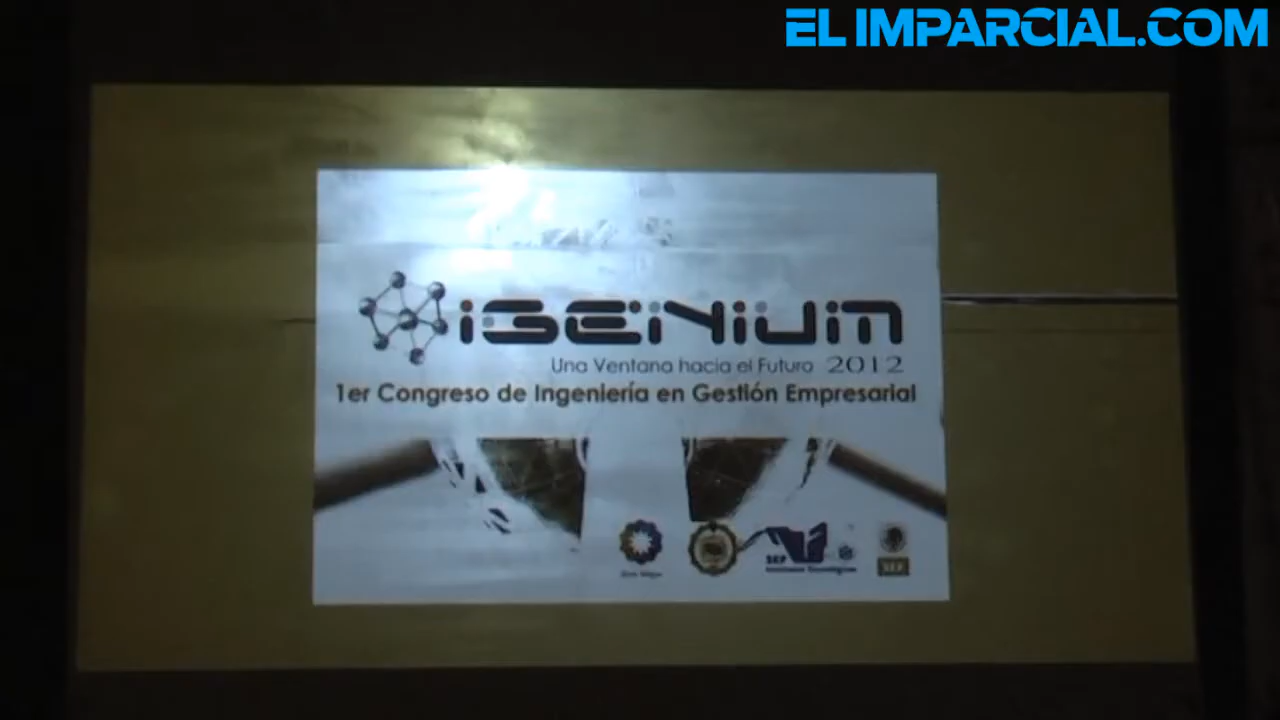 EL IMPARCIAL.COM
iGENiUM
Una Ventana hacia el Futuro 2012
1er Congreso de Ingeniería en Gestión Empresarial
SEP
SEP